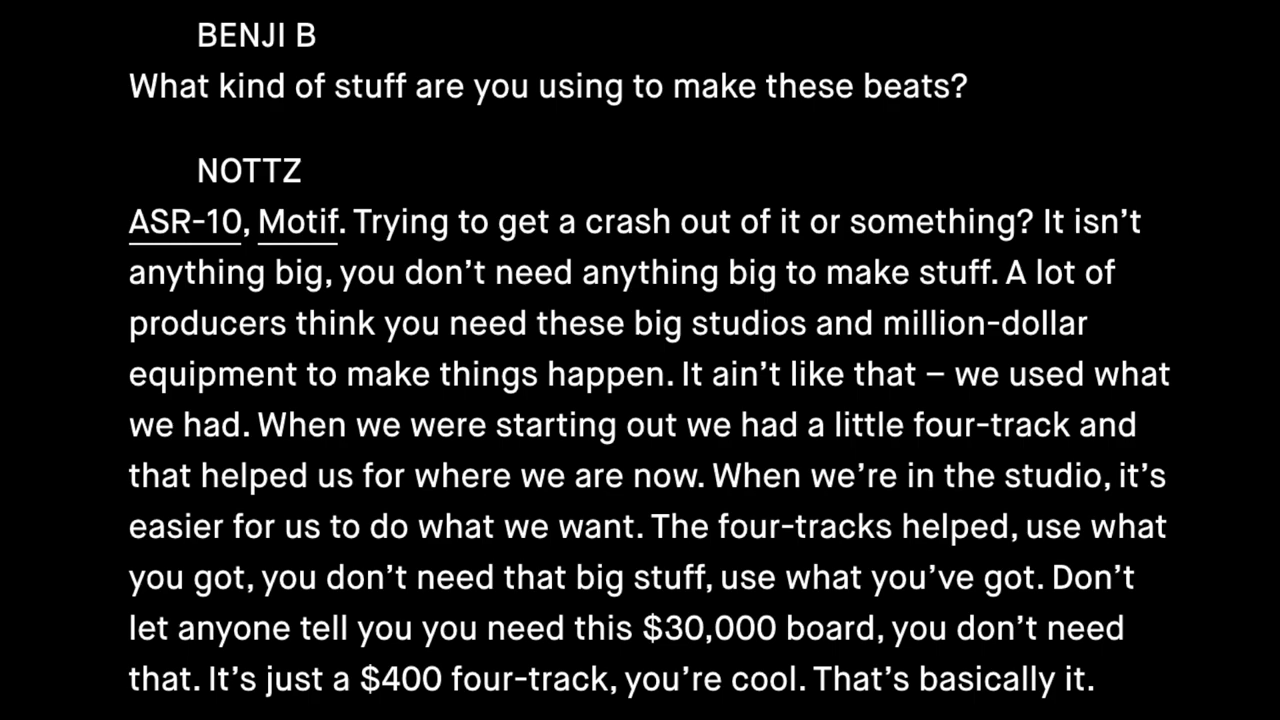 BENJI B
What kind of stuff are you using to make these beats?
NOTTZ
ASR-10, Motif. Trying to get a crash out of it or something? It isn’t
anything big, you don’t need anything big to make stuff. A lot of
producers think you need these big studios and million-dollar
equipment to make things happen. It ain’t like that – we used what
we had. When we were starting out we had a little four-track and
that helped us for where we are now. When we’re in the studio, it’s
easier for us to do what we want. The four-tracks helped, use what
you got, you don’t need that big stuff, use what you’ve got. Don’t
let anyone tell you you need this $30,000 board, you don’t need
that. It’s just a $400 four-track, you’re cool. That’s basically it.